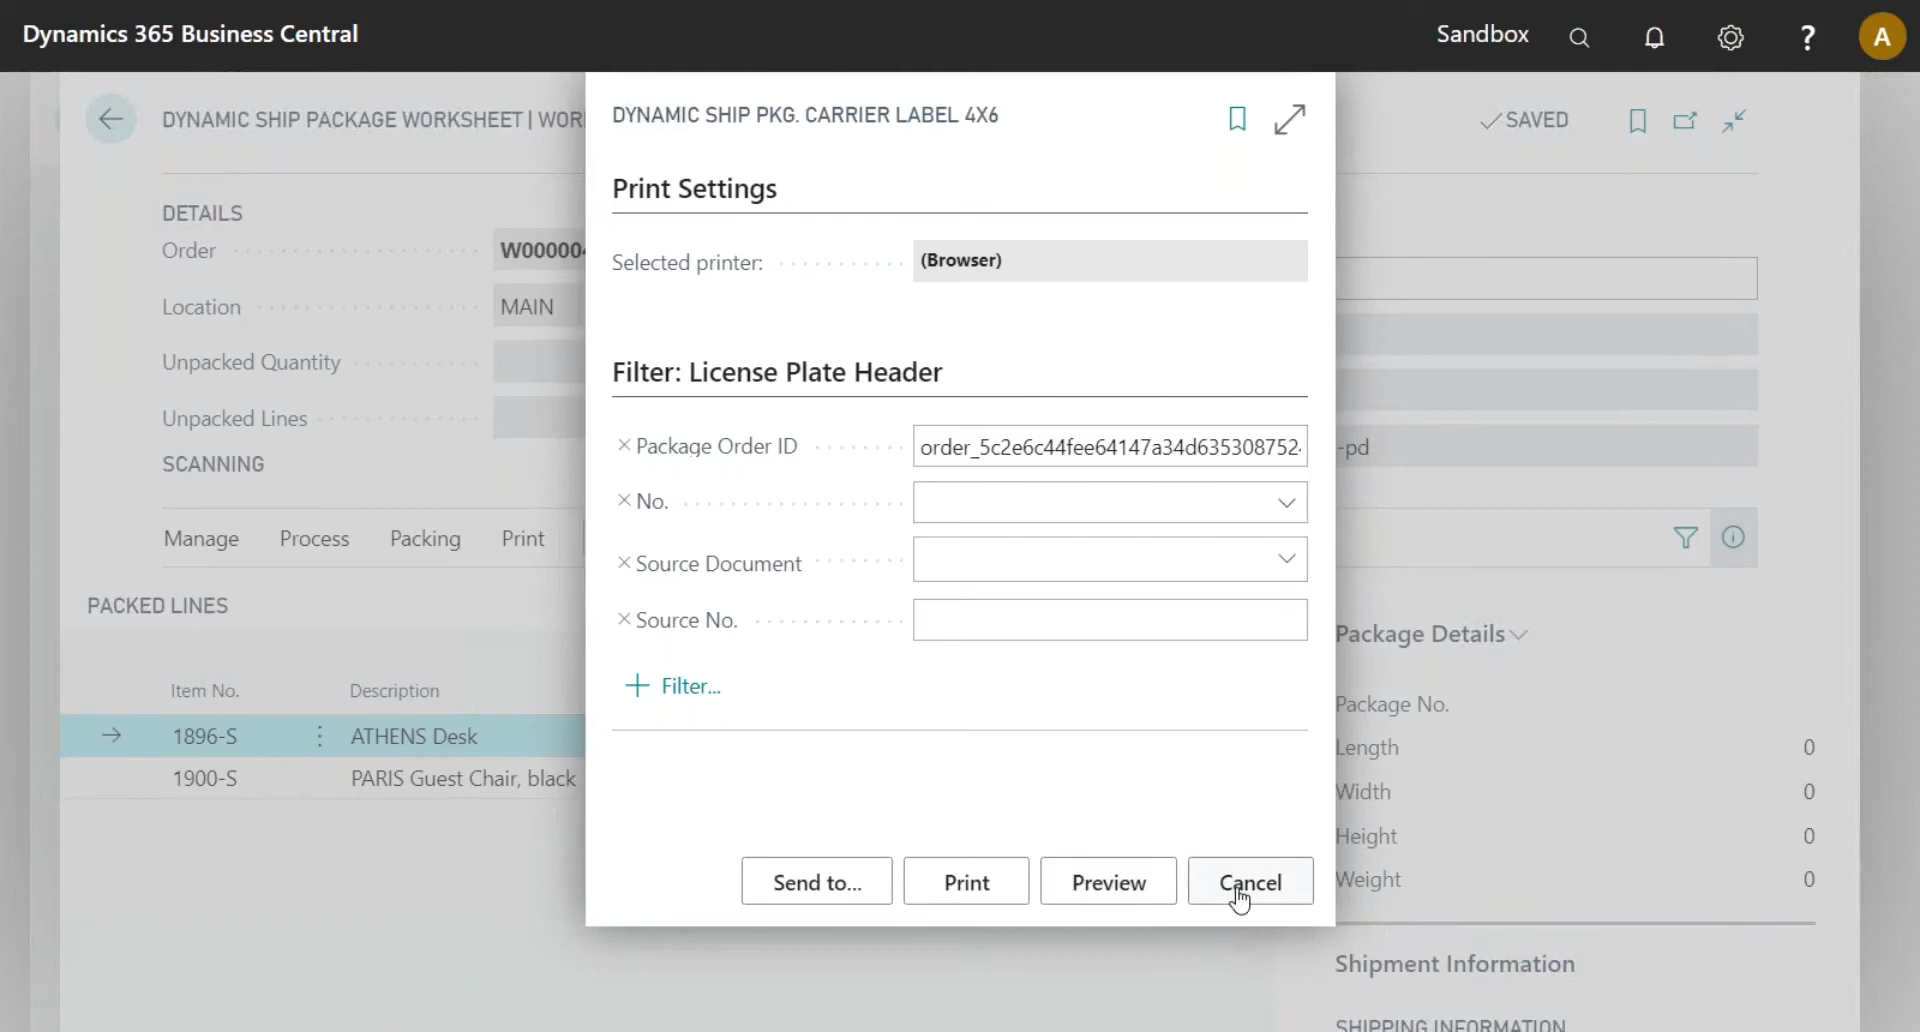 Dynamics 365 Business Central
Sandbox
?
A
DYNAMIC SHIP PACKAGE WORKSHEET | WOR
SAVED
DETAILS
Order
W00000
Location
MAIN
Unpacked Quantity
Unpacked Lines
SCANNING
Manage
Process
Packing
Print
PACKED LINES
Item No.
Description
1896-S
ATHENS Desk
1900-S
PARIS Guest Chair, black
DYNAMIC SHIP PKG. CARRIER LABEL 4X6
Print Settings
Selected printer:
(Browser)
Filter: License Plate Header
Package Order ID
order_5c2e6c44fee64147a34d635308752
No.
Source Document
Source No.
Filter...
Send to...
Print
Preview
Cancel
-pd
Package Details
Package No.
Length
0
Width
0
Height
0
Weight
0
Shipment Information
SHIPPING INFORMATION